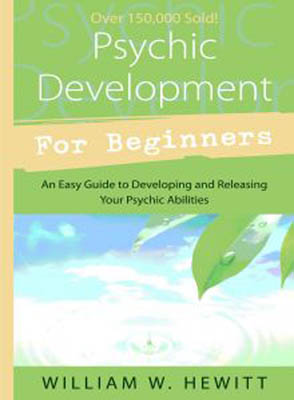 Over 150,000 Sold!
Psychic
Development
For Beginners
An Easy Guide to Developing and Releasing
Your Psychic Abilities
WILLIAM W. HEWITT